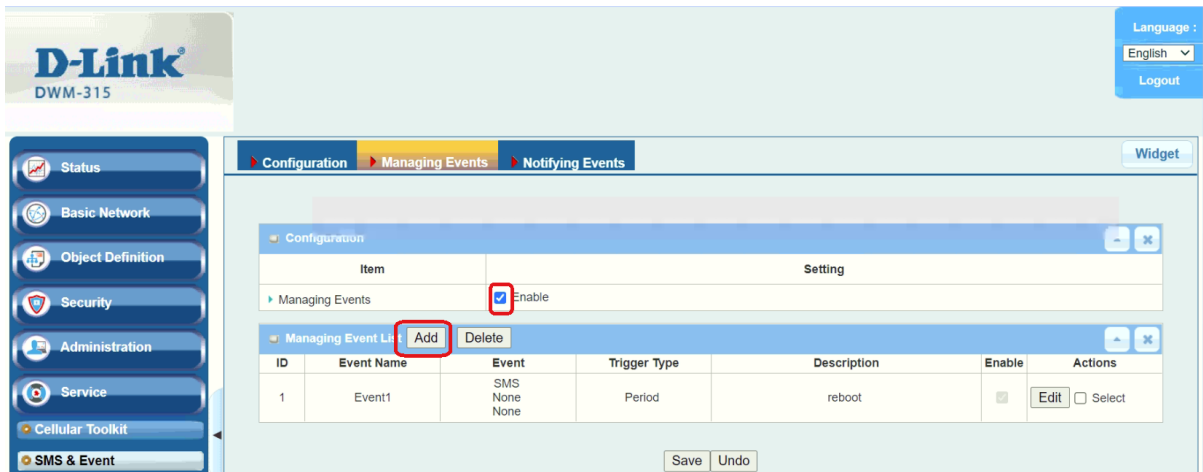 Language :
English
Logout
D-Link
DWM-315
Configuration
Managing Events
Notifying Events
Widget
Status
Basic Network
Object Definition
Security
Administration
Service
Cellular Toolkit
SMS & Event
Configuration
Item Setting
Managing Events Enable
Managing Event List Add Delete
ID Event Name Event Trigger Type Description Enable Actions
1 Event1 SMS None None Period reboot Edit Select
Save Undo